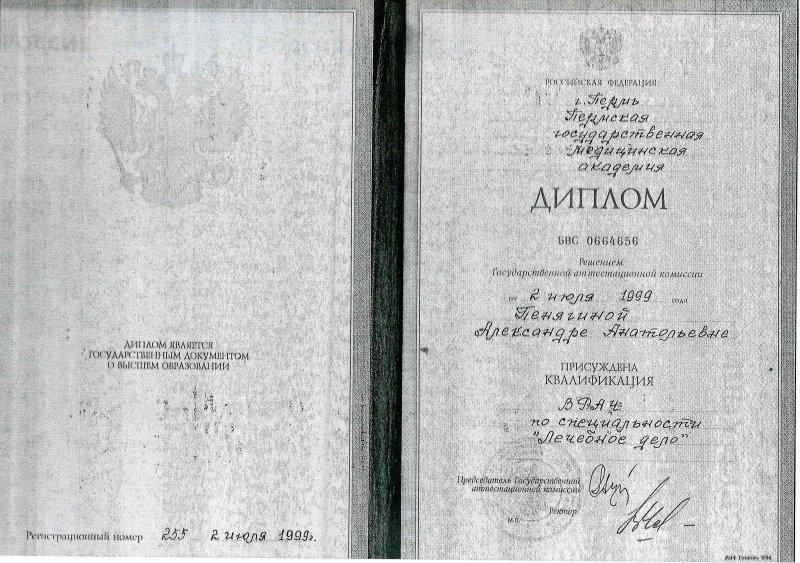 ДИПЛОМ ЯВЛЯЕТСЯ
ГОСУДАРСТВЕННЫМ ДОКУМЕНТОМ
О ВЫСШЕМ ОБРАЗОВАНИИ
Регистрационный номер 255 2 июля 1999г.
РОССИЙСКАЯ ФЕДЕРАЦИЯ
г. Пермь
Пермская
государственная
медицинская
академия
ДИПЛОМ
БВС 0664656
Решением
Государственной аттестационной комиссии
от 2 июля 1999 года
Пенягиной
Александре Анатольевне
ПРИСУЖДЕНА
КВАЛИФИКАЦИЯ
ВРАЧ
по специальности
"Лечебное дело"
Председатель Государственной
аттестационной комиссии
Ректор
М.П.